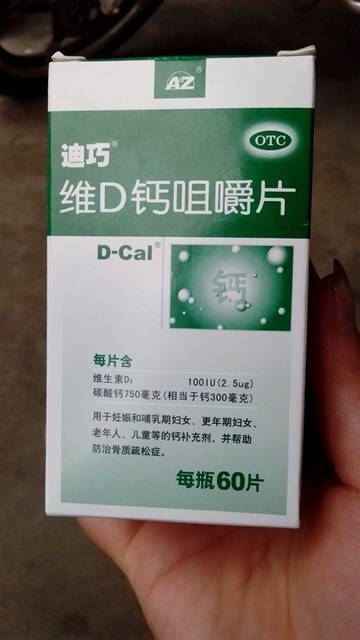 AZ®
迪巧®
OTC
维D钙咀嚼片
D-Cal®
钙
每片含
维生素D₃ 100IU(2.5ug)
碳酸钙750毫克(相当于钙300毫克)
用于妊娠和哺乳期妇女、更年期妇女、
老年人、儿童等的钙补充剂，并帮助
防治骨质疏松症。
每瓶60片